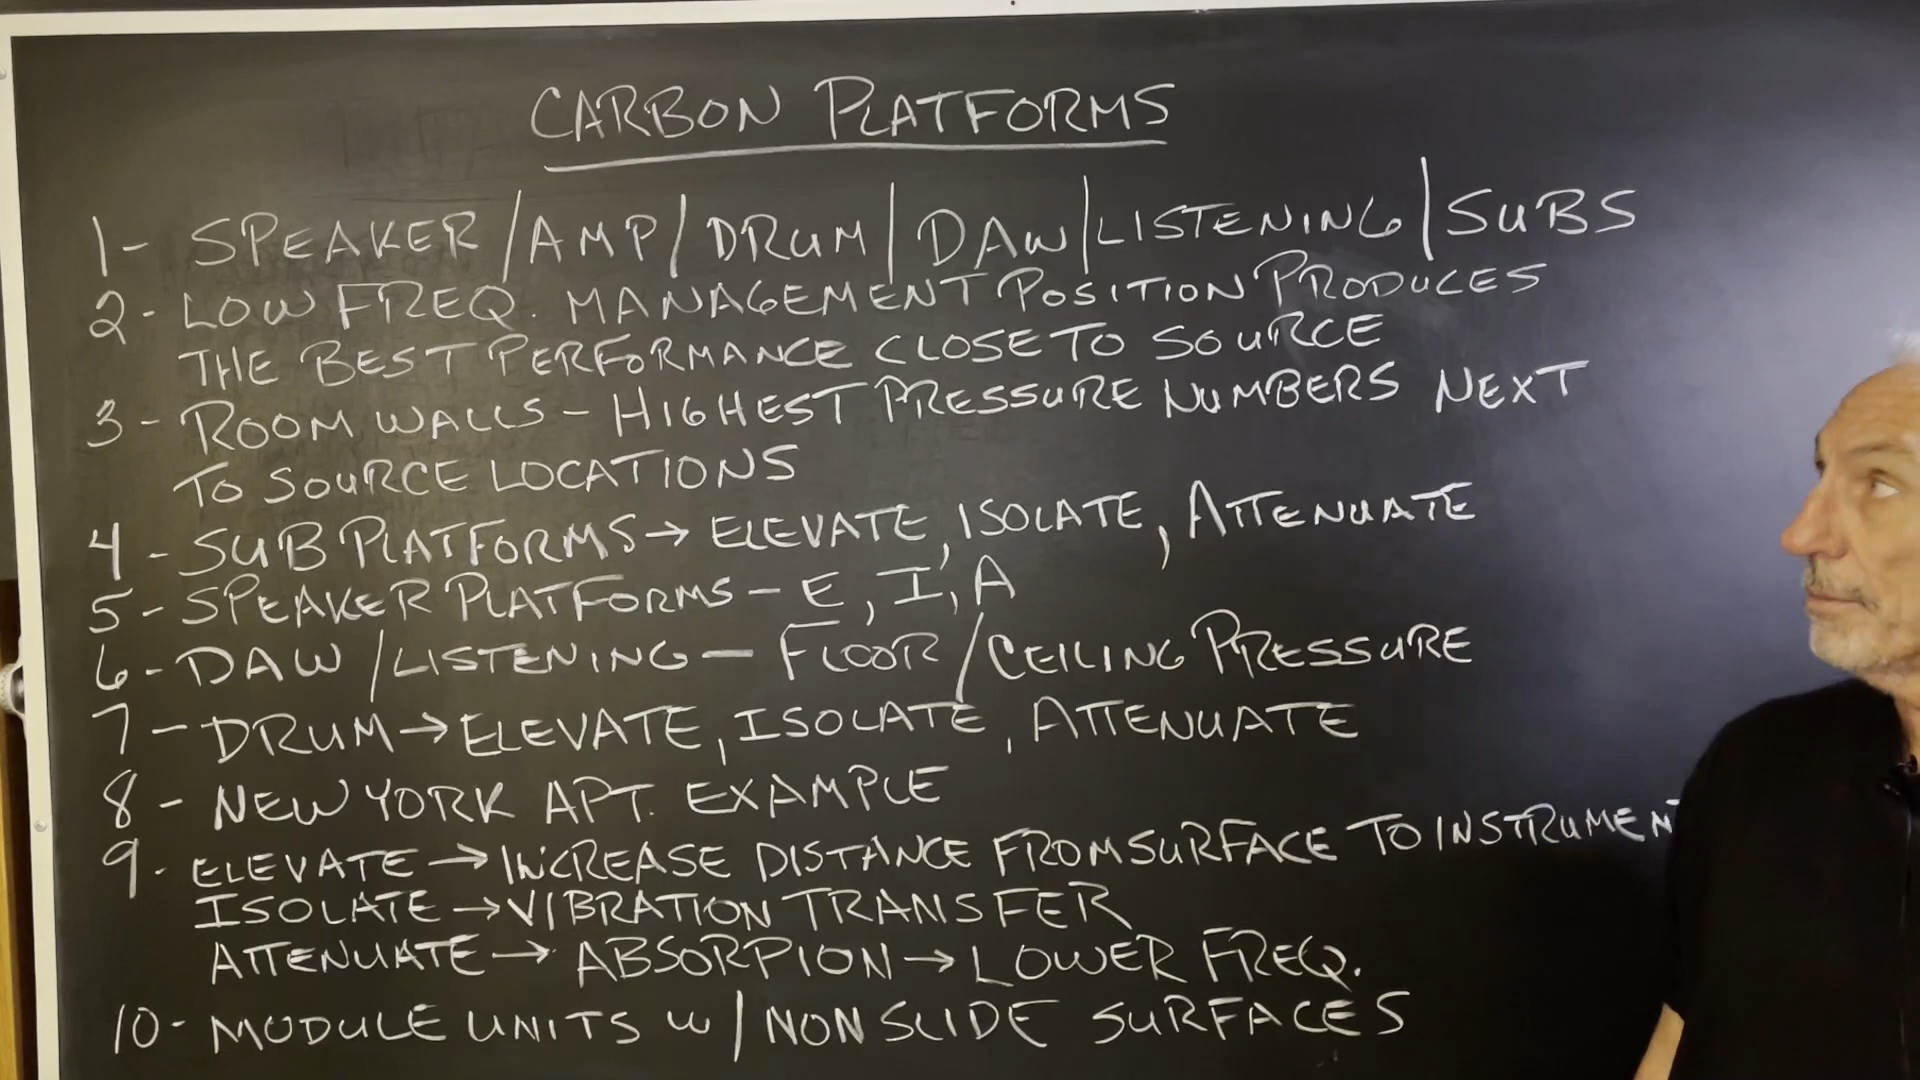 CARBON PLATFORMS
1- SPEAKER/AMP/DRUM/DAW/LISTENING/SUBS
2- LOW FREQ. MANAGEMENT POSITION PRODUCES
THE BEST PERFORMANCE CLOSE TO SOURCE
3- ROOM WALLS - HIGHEST PRESSURE NUMBERS NEXT
TO SOURCE LOCATIONS
4- SUB PLATFORMS → ELEVATE, ISOLATE, ATTENUATE
5- SPEAKER PLATFORMS - E, I, A
6- DAW/LISTENING - FLOOR/CEILING PRESSURE
7- DRUM → ELEVATE, ISOLATE, ATTENUATE
8- NEW YORK APT. EXAMPLE
9- ELEVATE → INCREASE DISTANCE FROM SURFACE TO INSTRUMENT
ISOLATE → VIBRATION TRANSFER
ATTENUATE → ABSORPION → LOWER FREQ.
10- MODULE UNITS w/ NON SLIDE SURFACES